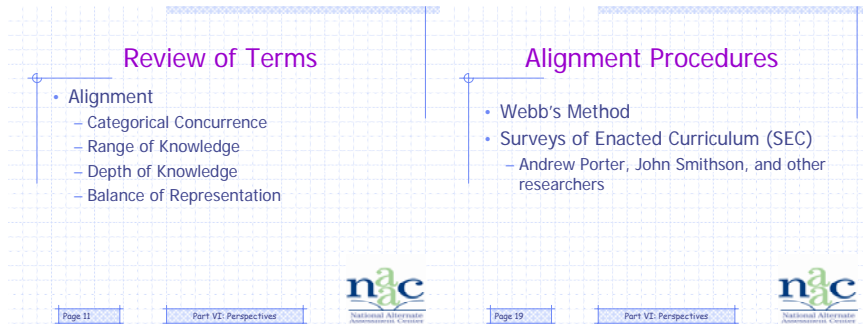 Review of Terms
• Alignment
– Categorical Concurrence
– Range of Knowledge
– Depth of Knowledge
– Balance of Representation
Page 11
Part VI: Perspectives
naac
National Alternate
Assessment Center
Alignment Procedures
• Webb's Method
• Surveys of Enacted Curriculum (SEC)
– Andrew Porter, John Smithson, and other
researchers
Page 19
Part VI: Perspectives
naac
National Alternate
Assessment Center